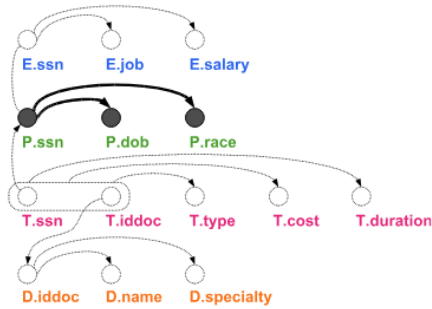 E.ssn E.job E.salary
P.ssn P.dob P.race
T.ssn T.iddoc T.type T.cost T.duration
D.iddoc D.name D.specialty